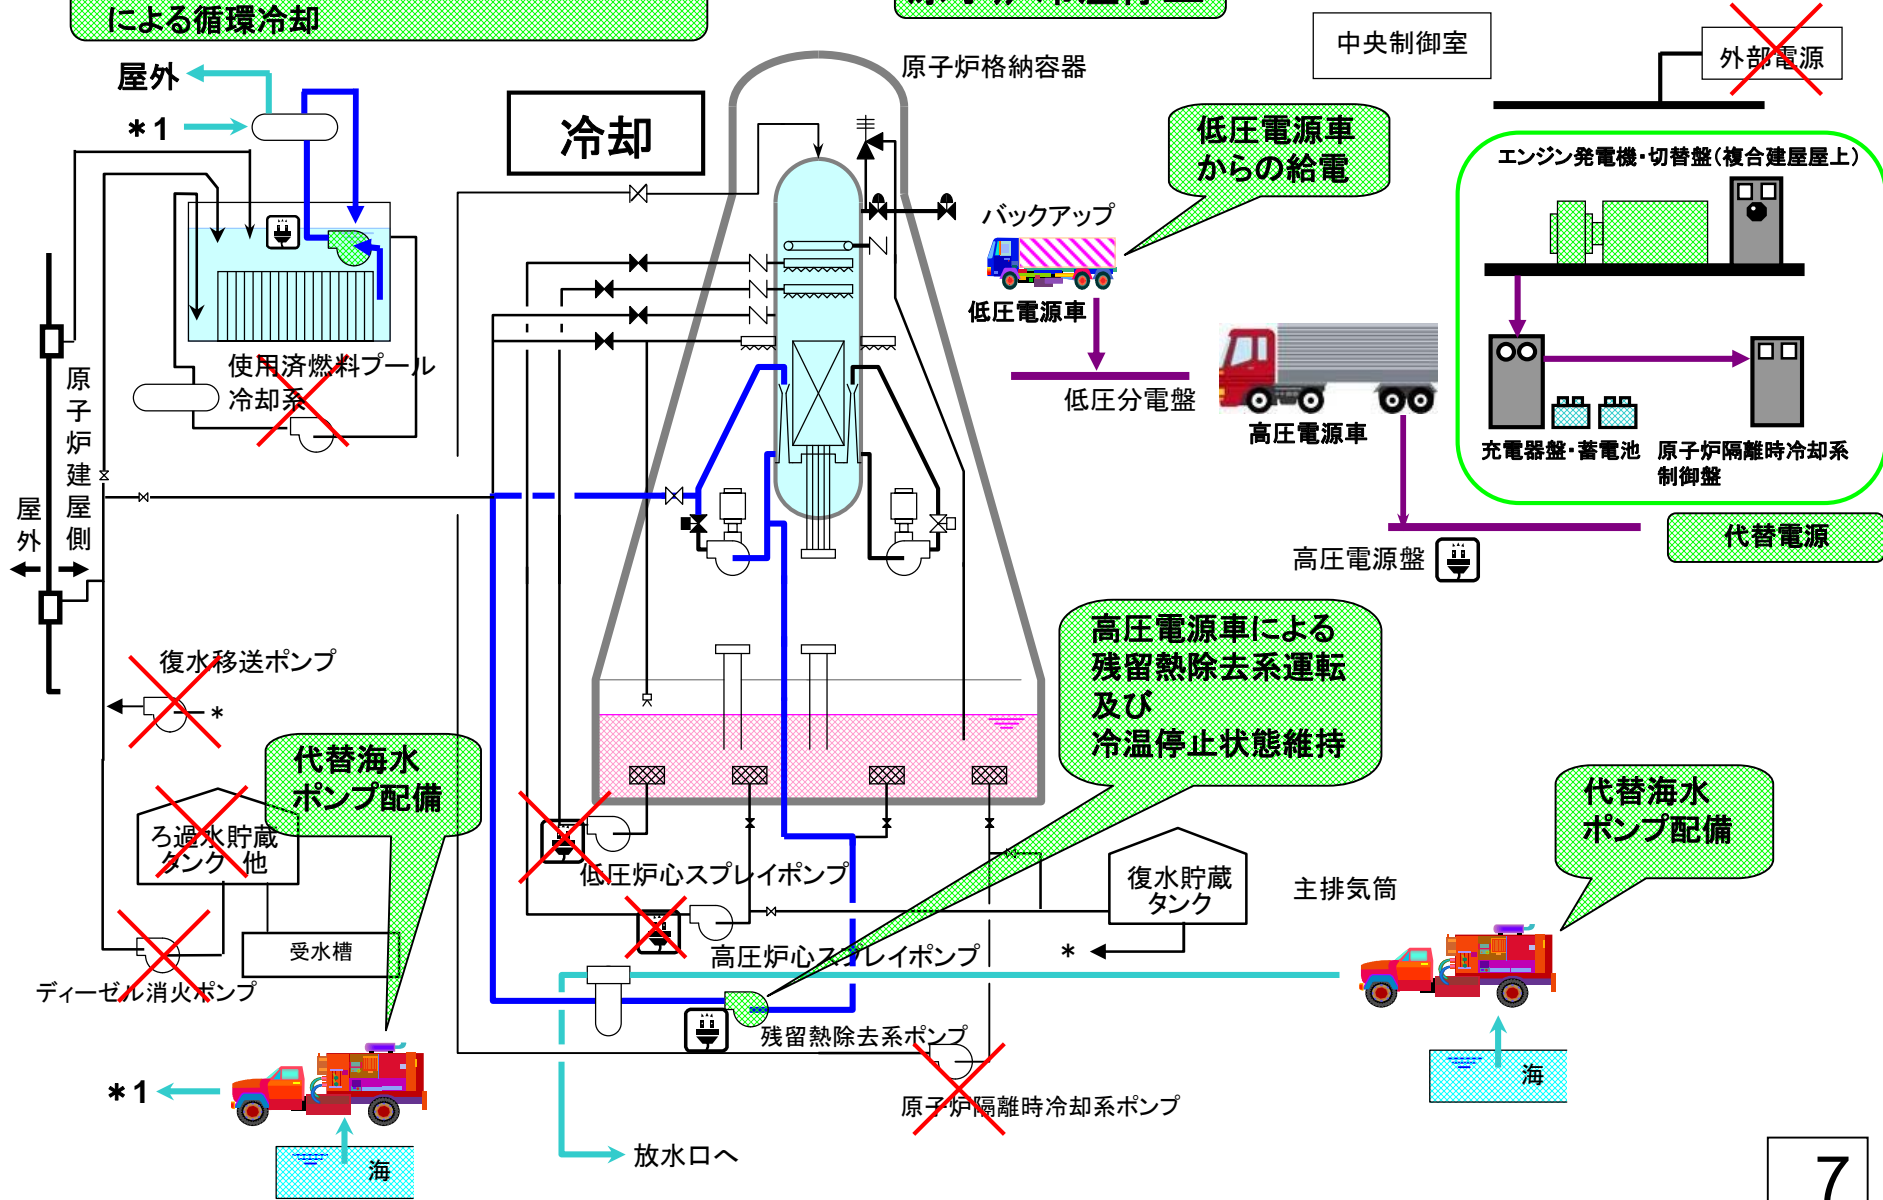 による循環冷却
屋外
＊1
冷却
原子炉格納容器
中央制御室
外部電源
低圧電源車
からの給電
バックアップ
低圧電源車
低圧分電盤
高圧電源車
エンジン発電機・切替盤（複合建屋屋上）
充電器盤・蓄電池
原子炉隔離時冷却系
制御盤
代替電源
高圧電源盤
使用済燃料プール
冷却系
原子炉建屋側
屋外
復水移送ポンプ
＊
代替海水
ポンプ配備
ろ過水貯蔵
タンク 他
受水槽
ディーゼル消火ポンプ
＊1
海
高圧電源車による
残留熱除去系運転
及び
冷温停止状態維持
低圧炉心スプレイポンプ
高圧炉心スプレイポンプ
残留熱除去系ポンプ
原子炉隔離時冷却系ポンプ
復水貯蔵
タンク
＊
主排気筒
代替海水
ポンプ配備
海
放水口へ
7